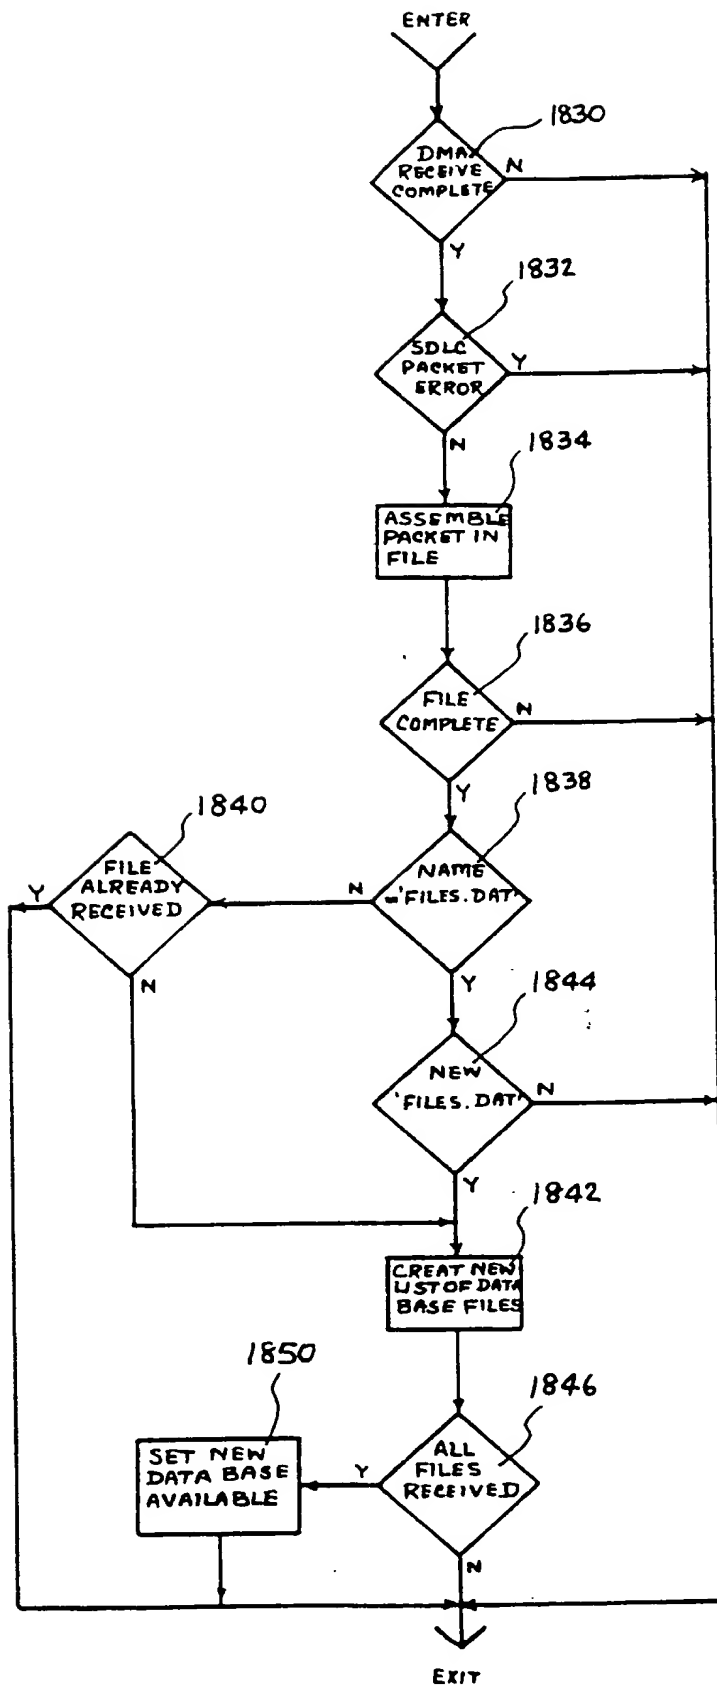 ENTER
1830
DMA
RECEIVE
COMPLETE
N
Y
1832
SDLC
PACKET
ERROR
Y
N
1834
ASSEMBLE
PACKET IN
FILE
1836
FILE
COMPLETE
N
Y
1838
NAME
='FILES.DAT'
N
Y
1840
FILE
ALREADY
RECEIVED
Y
N
1844
NEW
'FILES.DAT'
N
Y
1842
CREAT NEW
LIST OF DATA
BASE FILES
1846
ALL
FILES
RECEIVED
Y
N
1850
SET NEW
DATA BASE
AVAILABLE
EXIT